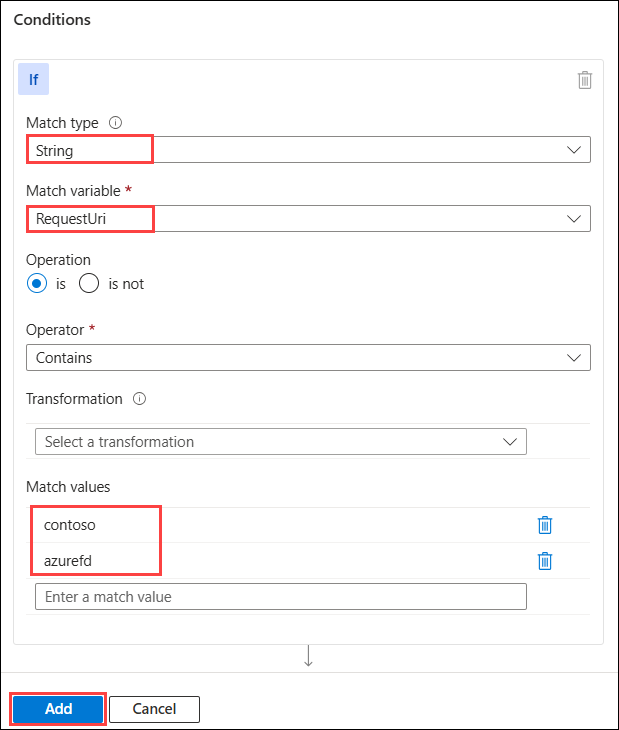 Conditions
If
Match type
String
Match variable *
RequestUri
Operation
is is not
Operator *
Contains
Transformation
Select a transformation
Match values
contoso
azurefd
Enter a match value
Add Cancel